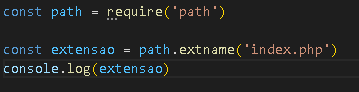 const path = require('path')
const extensao = path.extname('index.php')
console.log(extensao)